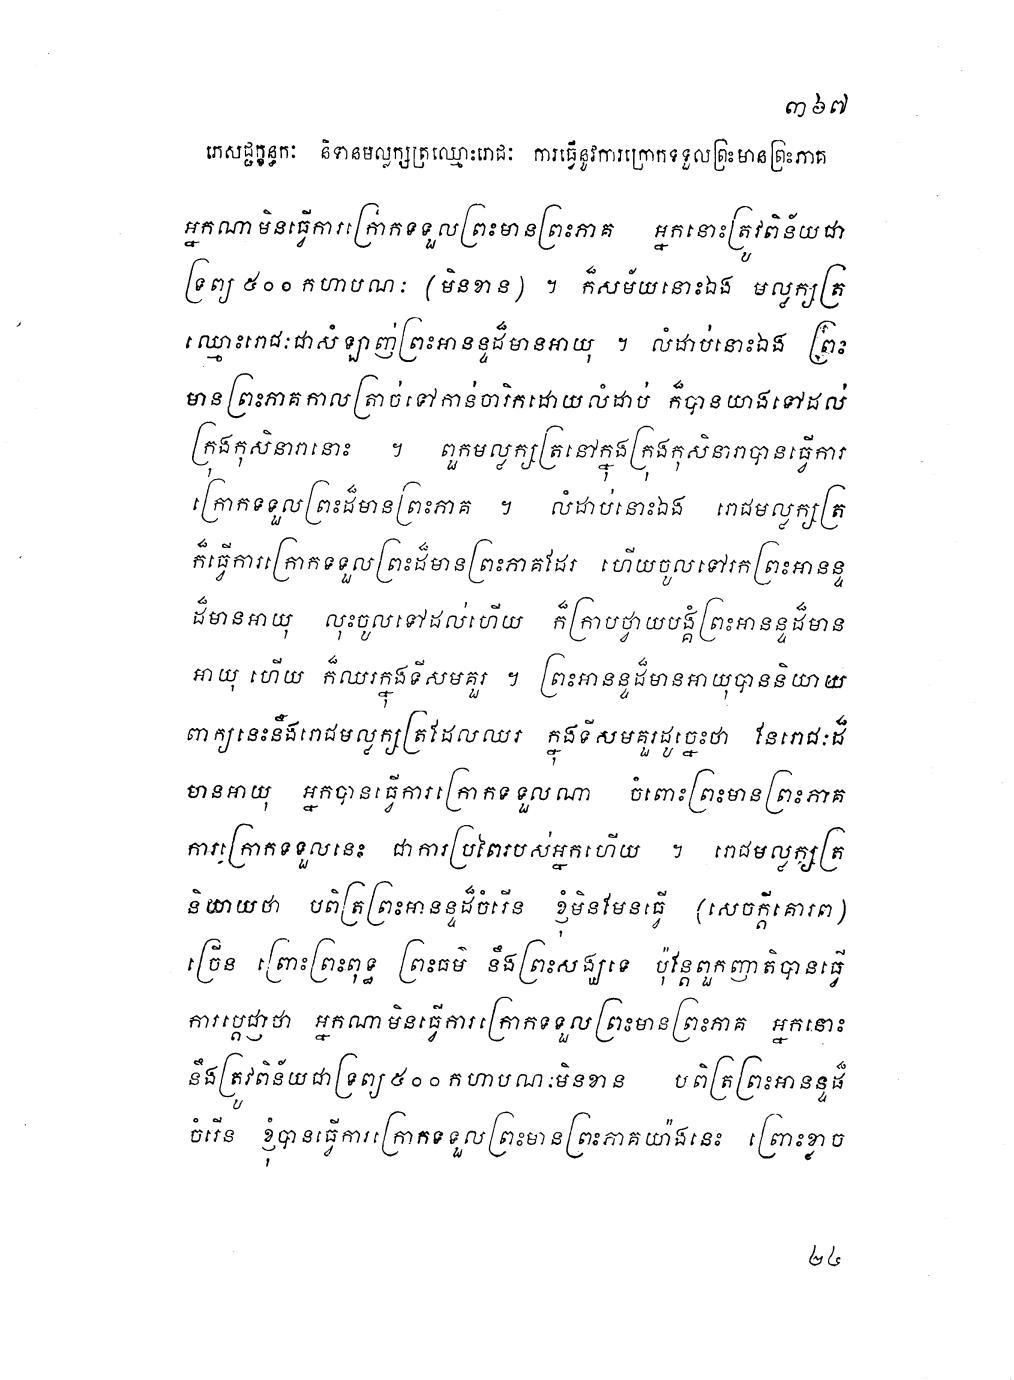 ៣៦៧
ភេសជ្ជក្ខន្ធកៈ និទានមល្លក្សត្រឈ្មោះរោជៈ ការធ្វើនូវការក្រោកទទួលព្រះមានព្រះភាគ
អ្នកណាមិនធ្វើការក្រោកទទួលព្រះមានព្រះភាគ អ្នកនោះត្រូវពិន័យជា
ទ្រព្យ ៥០០ កហាបណៈ (មិនខាន) ។ ក៏សម័យនោះឯង មល្លក្សត្រ
ឈ្មោះរោជៈជាសំឡាញ់ព្រះអានន្ទដ៏មានអាយុ ។ លំដាប់នោះឯង ព្រះ
មានព្រះភាគកាលត្រាច់ទៅកាន់ចារិកដោយលំដាប់ ក៏បានយាងទៅដល់
ក្រុងកុសិនារានោះ ។ ពួកមល្លក្សត្រនៅក្នុងក្រុងកុសិនារាបានធ្វើការ
ក្រោកទទួលព្រះដ៏មានព្រះភាគ ។ លំដាប់នោះឯង រោជមល្លក្សត្រ
ក៏ធ្វើការក្រោកទទួលព្រះដ៏មានព្រះភាគដែរ ហើយចូលទៅរកព្រះអានន្ទ
ដ៏មានអាយុ លុះចូលទៅដល់ហើយ ក៏ក្រាបថ្វាយបង្គំព្រះអានន្ទដ៏មាន
អាយុ ហើយ ក៏ឈរក្នុងទីសមគួរ ។ ព្រះអានន្ទដ៏មានអាយុបាននិយាយ
ពាក្យនេះនឹងរោជមល្លក្សត្រដែលឈរ ក្នុងទីសមគួរដូច្នេះថា នែរោជៈដ៏
មានអាយុ អ្នកបានធ្វើការក្រោកទទួលណា ចំពោះព្រះមានព្រះភាគ
ការក្រោកទទួលនេះ ជាការប្រពៃរបស់អ្នកហើយ ។ រោជមល្លក្សត្រ
និយាយថា បពិត្រព្រះអានន្ទដ៏ចំរើន ខ្ញុំមិនមែនធ្វើ (សេចក្តីគោរព)
ច្រើន ព្រោះព្រះពុទ្ធ ព្រះធម៌ នឹងព្រះសង្ឃទេ ប៉ុន្តែពួកញាតិបានធ្វើ
ការប្តេជ្ញាថា អ្នកណាមិនធ្វើការក្រោកទទួលព្រះមានព្រះភាគ អ្នកនោះ
នឹងត្រូវពិន័យជាទ្រព្យ៥០០កហាបណៈមិនខាន បពិត្រព្រះអានន្ទដ៏
ចំរើន ខ្ញុំបានធ្វើការក្រោកទទួលព្រះមានព្រះភាគយ៉ាងនេះ ព្រោះខ្លាច
២៤